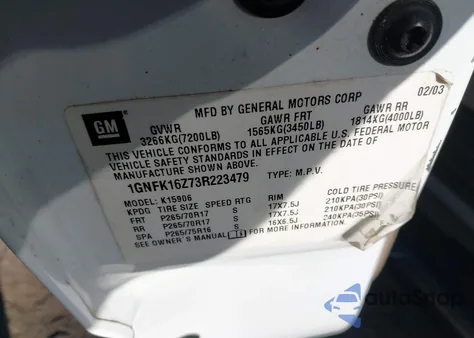 MFD BY GENERAL MOTORS CORP 02/03
GM
GVWR GAWR FRT GAWR RR
3266KG(7200LB) 1565KG(3450LB) 1814KG(4000LB)
THIS VEHICLE CONFORMS TO ALL APPLICABLE U.S. FEDERAL MOTOR
VEHICLE SAFETY STANDARDS IN EFFECT ON THE DATE OF
MANUFACTURE SHOWN ABOVE.
1GNFK16Z73R223479 TYPE: M.P.V.
MODEL: K15906
KPDG TIRE SIZE SPEED RTG RIM COLD TIRE PRESSURE
FRT P265/70R17 S 17X7.5J 210KPA(30PSI)
RR P265/70R17 S 17X7.5J 210KPA(30PSI)
SPA P265/75R16 S 16X6.5J 240KPA(35PSI)
SEE OWNER'S MANUAL FOR MORE INFORMATION
autoSnap